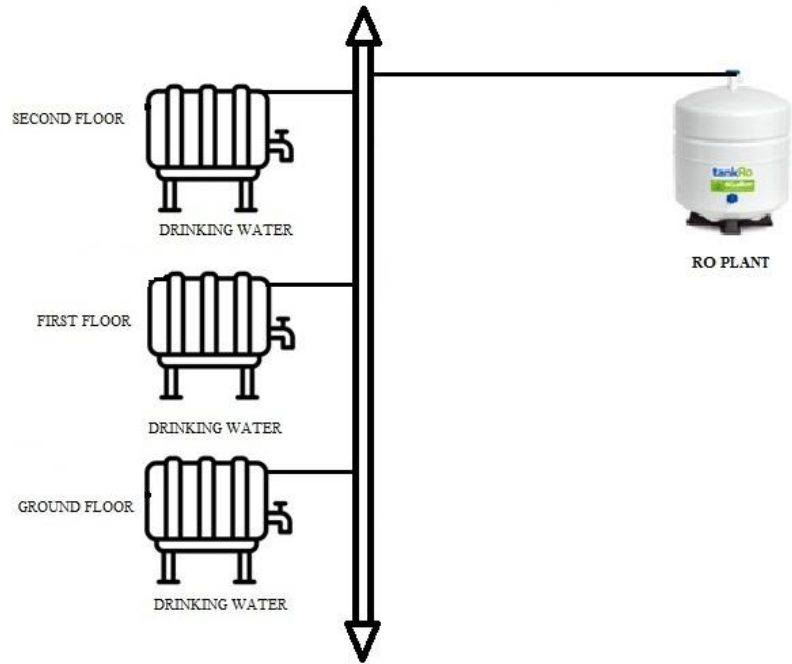 SECOND FLOOR
DRINKING WATER
tankRo
RO PLANT
FIRST FLOOR
DRINKING WATER
GROUND FLOOR
DRINKING WATER